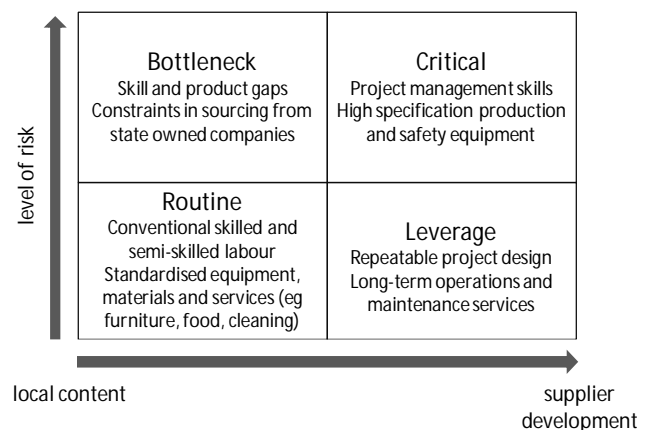 level of risk
Bottleneck
Skill and product gaps
Constraints in sourcing from
state owned companies
Critical
Project management skills
High specification production
and safety equipment
Routine
Conventional skilled and
semi-skilled labour
Standardised equipment,
materials and services (eg
furniture, food, cleaning)
Leverage
Repeatable project design
Long-term operations and
maintenance services
local content
supplier
development